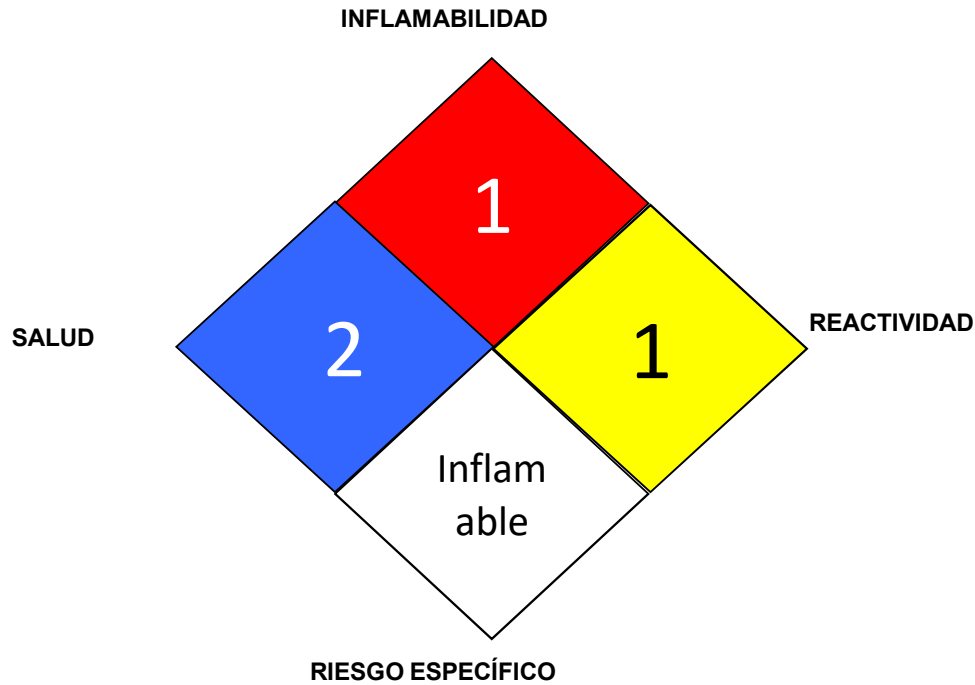 INFLAMABILIDAD
1
SALUD
2
1
REACTIVIDAD
Inflam
able
RIESGO ESPECÍFICO